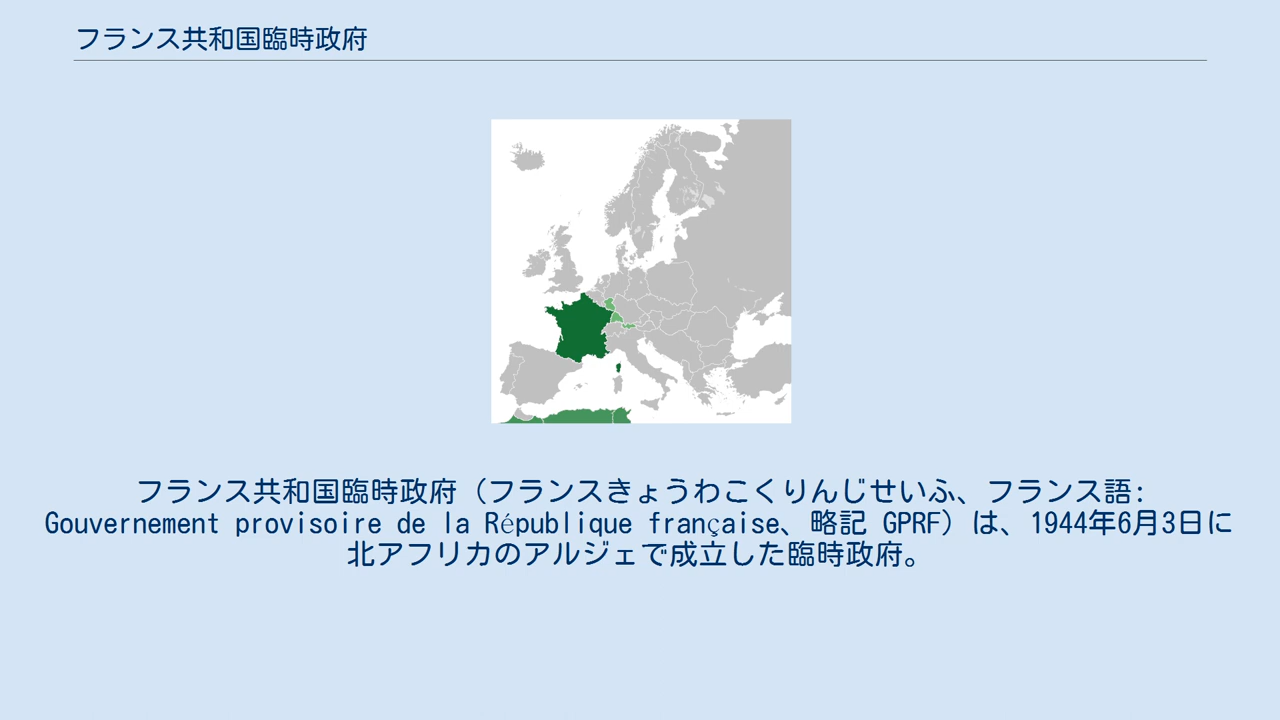 フランス共和国臨時政府
フランス共和国臨時政府（フランスきょうわこくりんじせいふ、フランス語:
Gouvernement provisoire de la République française、略記 GPRF）は、1944年6月3日に
北アフリカのアルジェで成立した臨時政府。